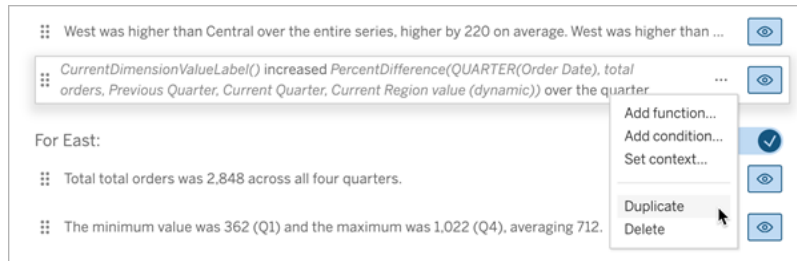 West was higher than Central over the entire series, higher by 220 on average. West was higher than ...
CurrentDimensionValueLabel() increased PercentDifference(QUARTER(Order Date), total
orders, Previous Quarter, Current Quarter, Current Region value (dynamic)) over the quarter
...
Add function...
Add condition...
Set context...
Duplicate
Delete
For East:
Total total orders was 2,848 across all four quarters.
The minimum value was 362 (Q1) and the maximum was 1,022 (Q4), averaging 712.